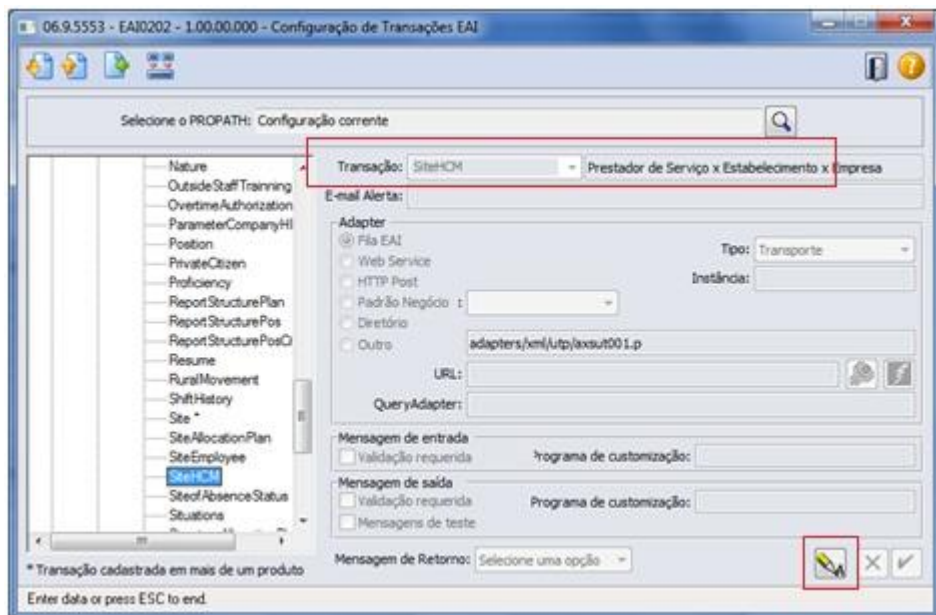 06.9.5553 - EAI0202 - 1.00.00.000 - Configuração de Transações EAI
Selecione o PROPATH: Configuração corrente
Nature
OutsideStaffTrainning
OvertimeAuthorization
ParameterCompanyHI
Position
PrivateCitizen
Proficiency
ReportStructurePlan
ReportStructurePos
ReportStructurePosCi
Resume
RuralMovement
ShiftHistory
Site *
SiteAllocationPlan
SiteEmployee
SiteHCM
SiteofAbsenceStatus
Situations
* Transação cadastrada em mais de um produto
Transação: SiteHCM Prestador de Serviço x Estabelecimento x Empresa
E-mail Alerta:
Adapter
Fila EAI
Tipo: Transporte
Web Service
Instância:
HTTP Post
Padrão Negócio :
Diretório
Outro adapters/xml/utp/axsut001.p
URL:
QueryAdapter:
Mensagem de entrada
Validação requerida Programa de customização:
Mensagem de saída
Validação requerida Programa de customização:
Mensagens de teste
Mensagem de Retorno: Selecione uma opção
Enter data or press ESC to end.